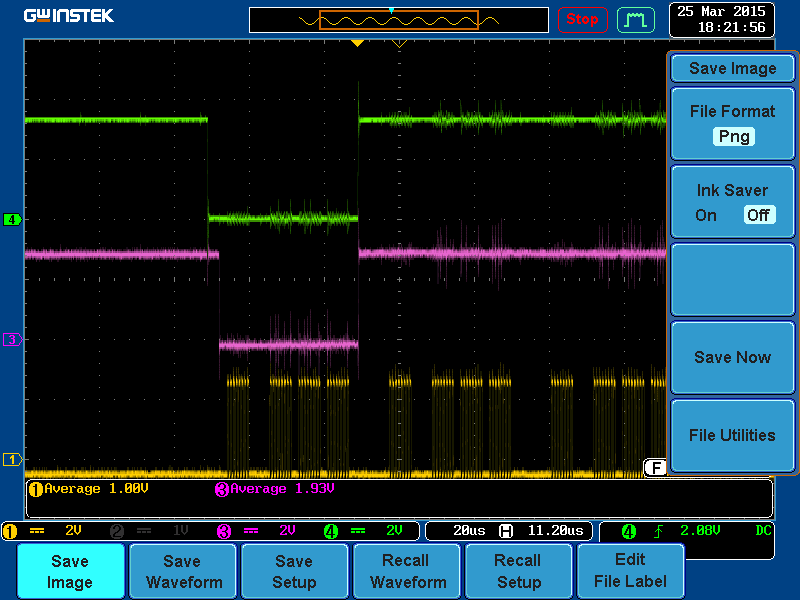 GWINSTEK
Stop
25 Mar 2015
18:21:56
Save Image
File Format
Png
Ink Saver
On Off
4
3
Save Now
File Utilities
1
F
1 Average 1.00V 3 Average 1.93V
1 2V 2 1V 3 2V 4 2V 20us H 11.20us 4 2.08V DC
Save Image
Save Waveform
Save Setup
Recall Waveform
Recall Setup
Edit File Label